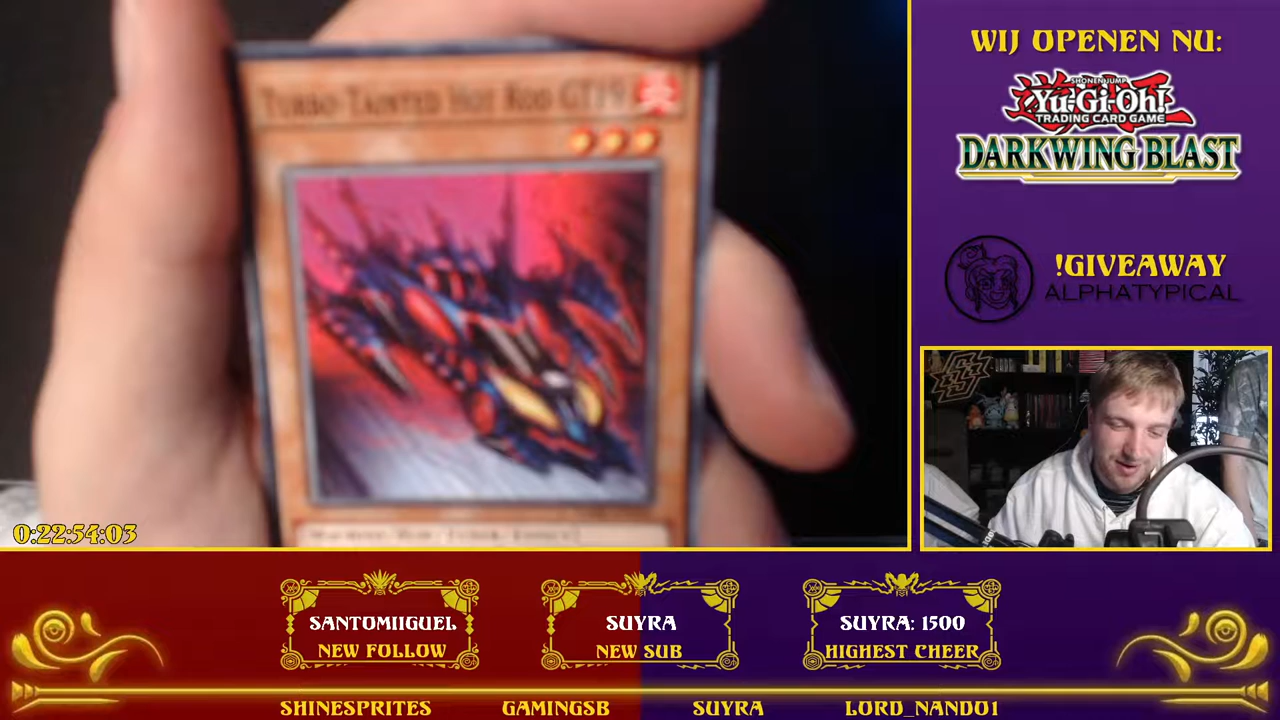 TURBO-TAINTED HOT ROD GT19
WIJ OPENEN NU:
SHONEN JUMP
Yu-Gi-Oh!
TRADING CARD GAME
DARKWING BLAST
!GIVEAWAY
ALPHATYPICAL
0:22:54:03
SANTOMIIGUEL
NEW FOLLOW
SUYRA
NEW SUB
SUYRA: 1500
HIGHEST CHEER
SHINESPRITES
GAMINGSB
SUYRA
LORD_NANDO1